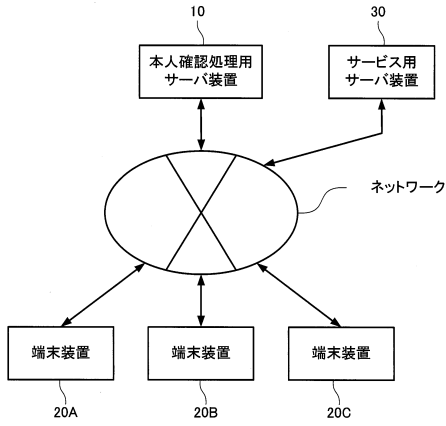 10
30
本人確認処理用
サーバ装置
サービス用
サーバ装置
ネットワーク
端末装置
端末装置
端末装置
20A
20B
20C